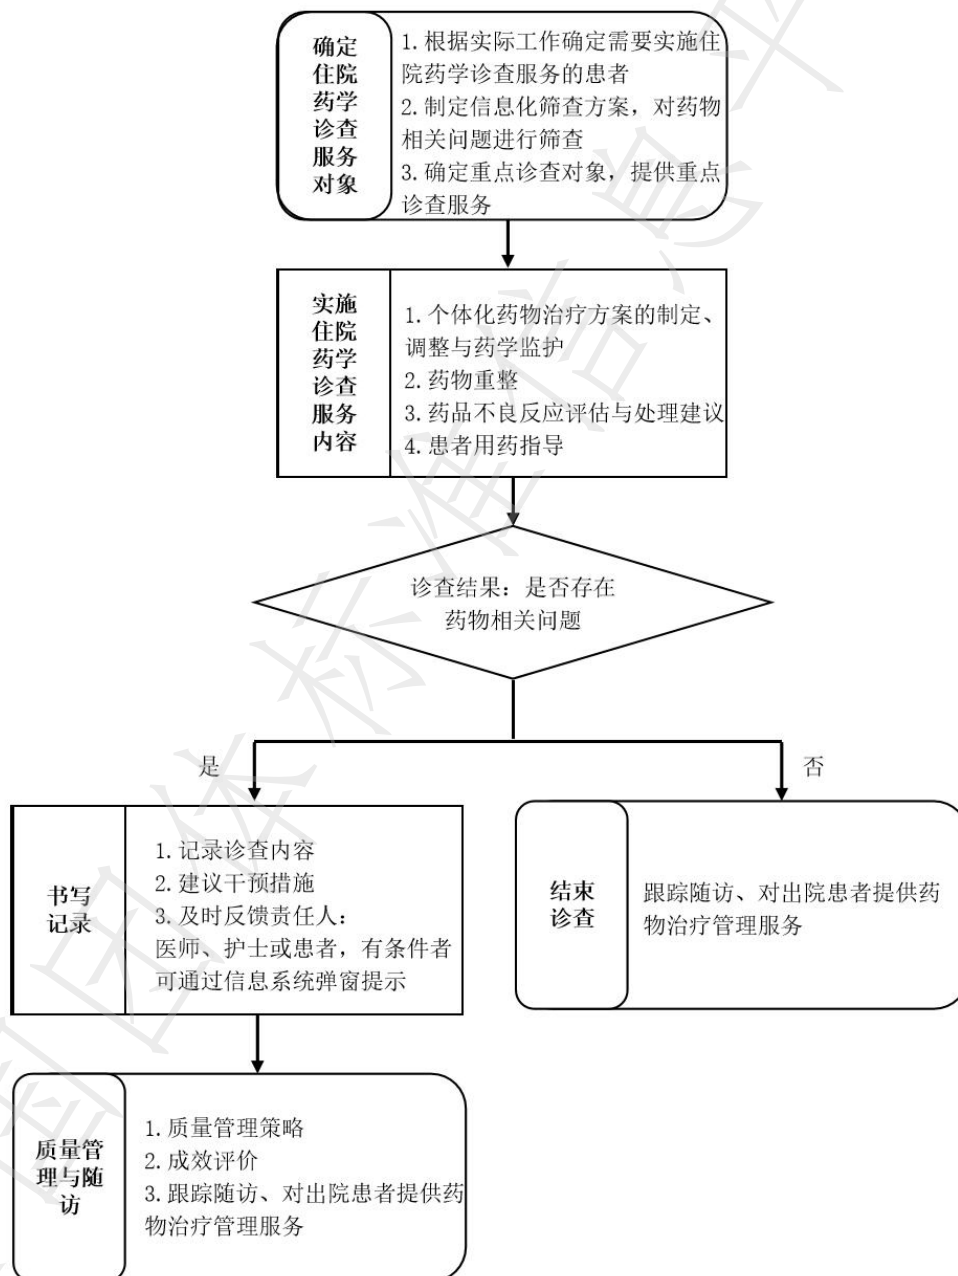 确定
住院
药学
诊查
服务
对象
1. 根据实际工作确定需要实施住
院药学诊查服务的患者
2. 制定信息化筛查方案，对药物
相关问题进行筛查
3. 确定重点诊查对象，提供重点
诊查服务
实施
住院
药学
诊查
服务
内容
1. 个体化药物治疗方案的制定、
调整与药学监护
2. 药物重整
3. 药品不良反应评估与处理建议
4. 患者用药指导
诊查结果：是否存在
药物相关问题
是
否
书写
记录
1. 记录诊查内容
2. 建议干预措施
3. 及时反馈责任人：
医师、护士或患者，有条件者
可通过信息系统弹窗提示
结束
诊查
跟踪随访、对出院患者提供药
物治疗管理服务
质量管
理与随
访
1. 质量管理策略
2. 成效评价
3. 跟踪随访、对出院患者提供药
物治疗管理服务
国团体标准信息平